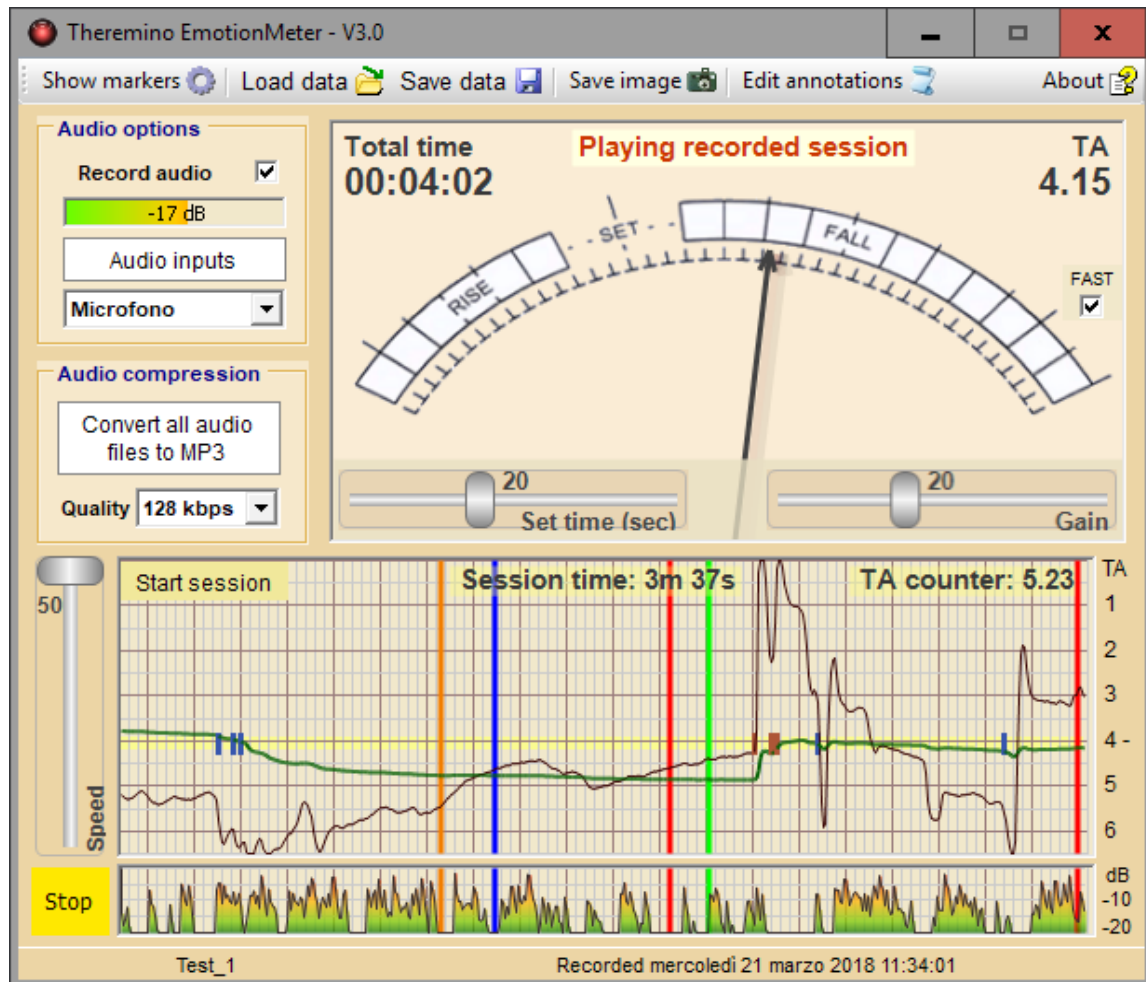 Theremino EmotionMeter - V3.0
Show markers Load data Save data Save image Edit annotations About
Audio options
Record audio
-17 dB
Audio inputs
Microfono
Audio compression
Convert all audio
files to MP3
Quality 128 kbps
Total time
00:04:02
Playing recorded session
TA
4.15
RISE
SET
FALL
FAST
20
Set time (sec)
20
Gain
50
Speed
Start session
Session time: 3m 37s
TA counter: 5.23
TA
1
2
3
4 -
5
6
Stop
dB
-10
-20
Test_1
Recorded mercoledì 21 marzo 2018 11:34:01